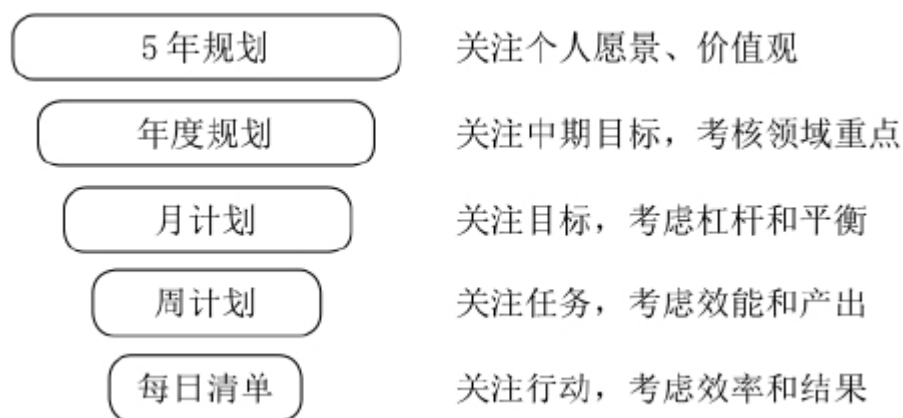 5年规划 关注个人愿景、价值观
年度规划 关注中期目标，考核领域重点
月计划 关注目标，考虑杠杆和平衡
周计划 关注任务，考虑效能和产出
每日清单 关注行动，考虑效率和结果